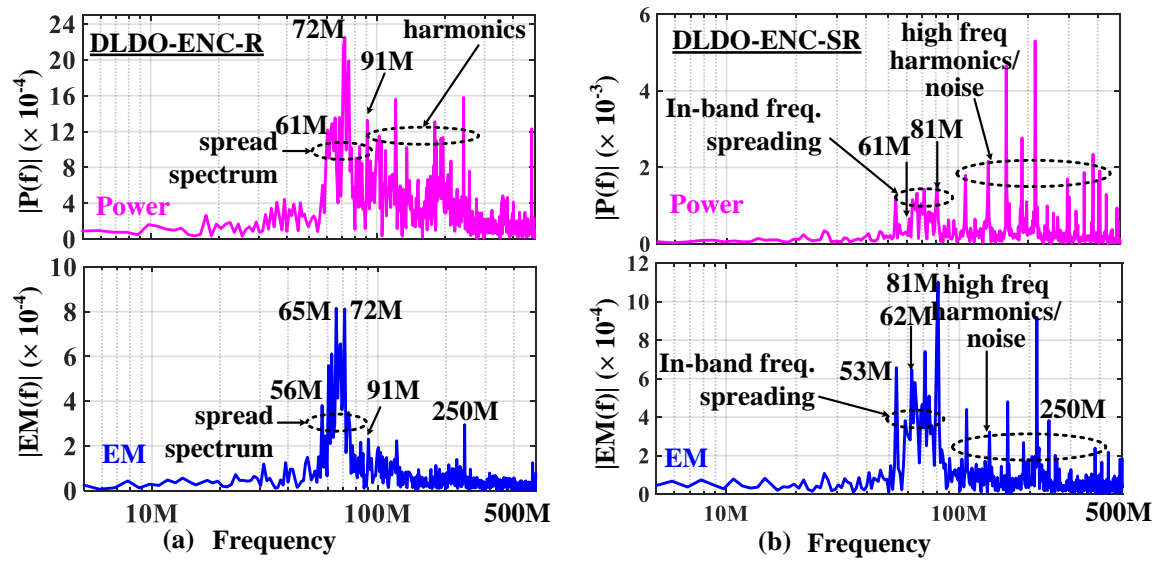 |P(f)| (× 10⁻⁴)
24
20
16
12
8
4
0
DLDO-ENC-R
72M
harmonics
91M
61M
spread
spectrum
Power
|EM(f)| (× 10⁻⁴)
10
8
6
4
2
0
65M
72M
56M
91M
spread
spectrum
250M
EM
10M
100M
500M
(a) Frequency
|P(f)| (× 10⁻³)
6
4
2
0
DLDO-ENC-SR
high freq
harmonics/
noise
In-band freq.
spreading
81M
61M
Power
|EM(f)| (× 10⁻⁴)
12
10
8
6
4
2
0
81M
high freq
harmonics/
noise
62M
In-band freq.
spreading
53M
250M
EM
10M
100M
500M
(b) Frequency